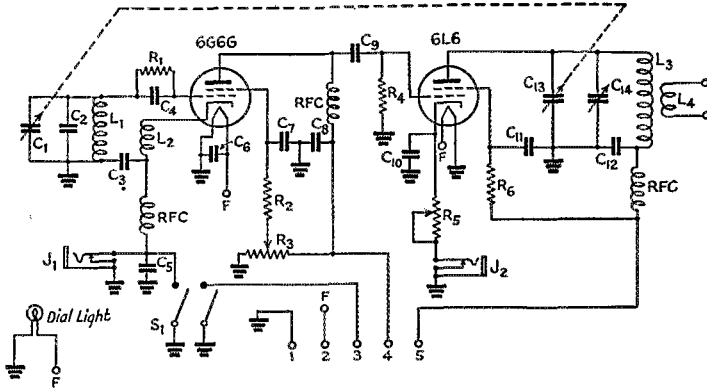 6G6G
C9
6L6
R1
C4
R4
C13
C14
L3
L4
RFC
C1
C2
L1
L2
C3
C6
C7
C8
F
C10
F
C11
C12
R2
R6
RFC
RFC
R3
R5
J1
C5
J2
S1
F
Dial Light
F
1
2
3
4
5